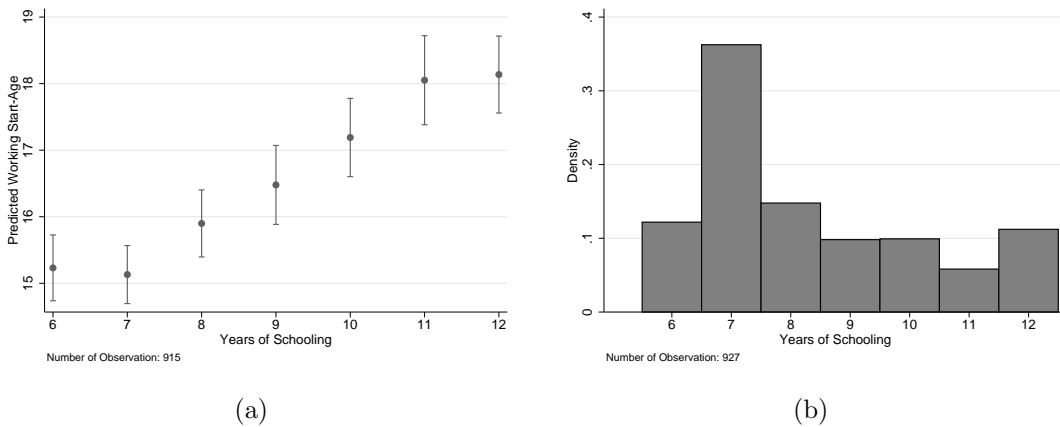 19
18
17
16
15
Predicted Working Start-Age
6 7 8 9 10 11 12
Years of Schooling
Number of Observation: 915
(a)
.4
.3
.2
.1
0
Density
6 7 8 9 10 11 12
Years of Schooling
Number of Observation: 927
(b)